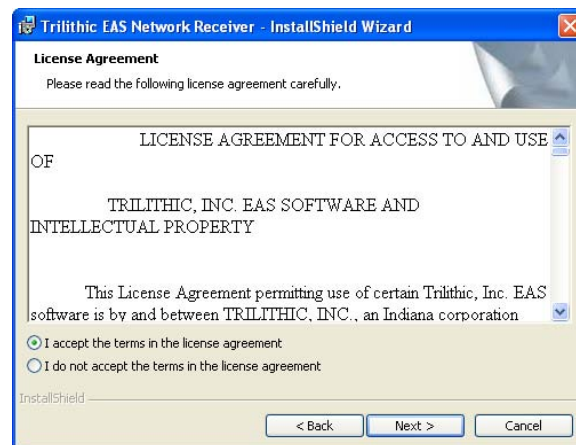 Trilithic EAS Network Receiver - InstallShield Wizard
License Agreement
Please read the following license agreement carefully.
LICENSE AGREEMENT FOR ACCESS TO AND USE
OF
TRILITHIC, INC. EAS SOFTWARE AND
INTELLECTUAL PROPERTY
This License Agreement permitting use of certain Trilithic, Inc. EAS
software is by and between TRILITHIC, INC., an Indiana corporation
I accept the terms in the license agreement
I do not accept the terms in the license agreement
InstallShield
< Back Next > Cancel